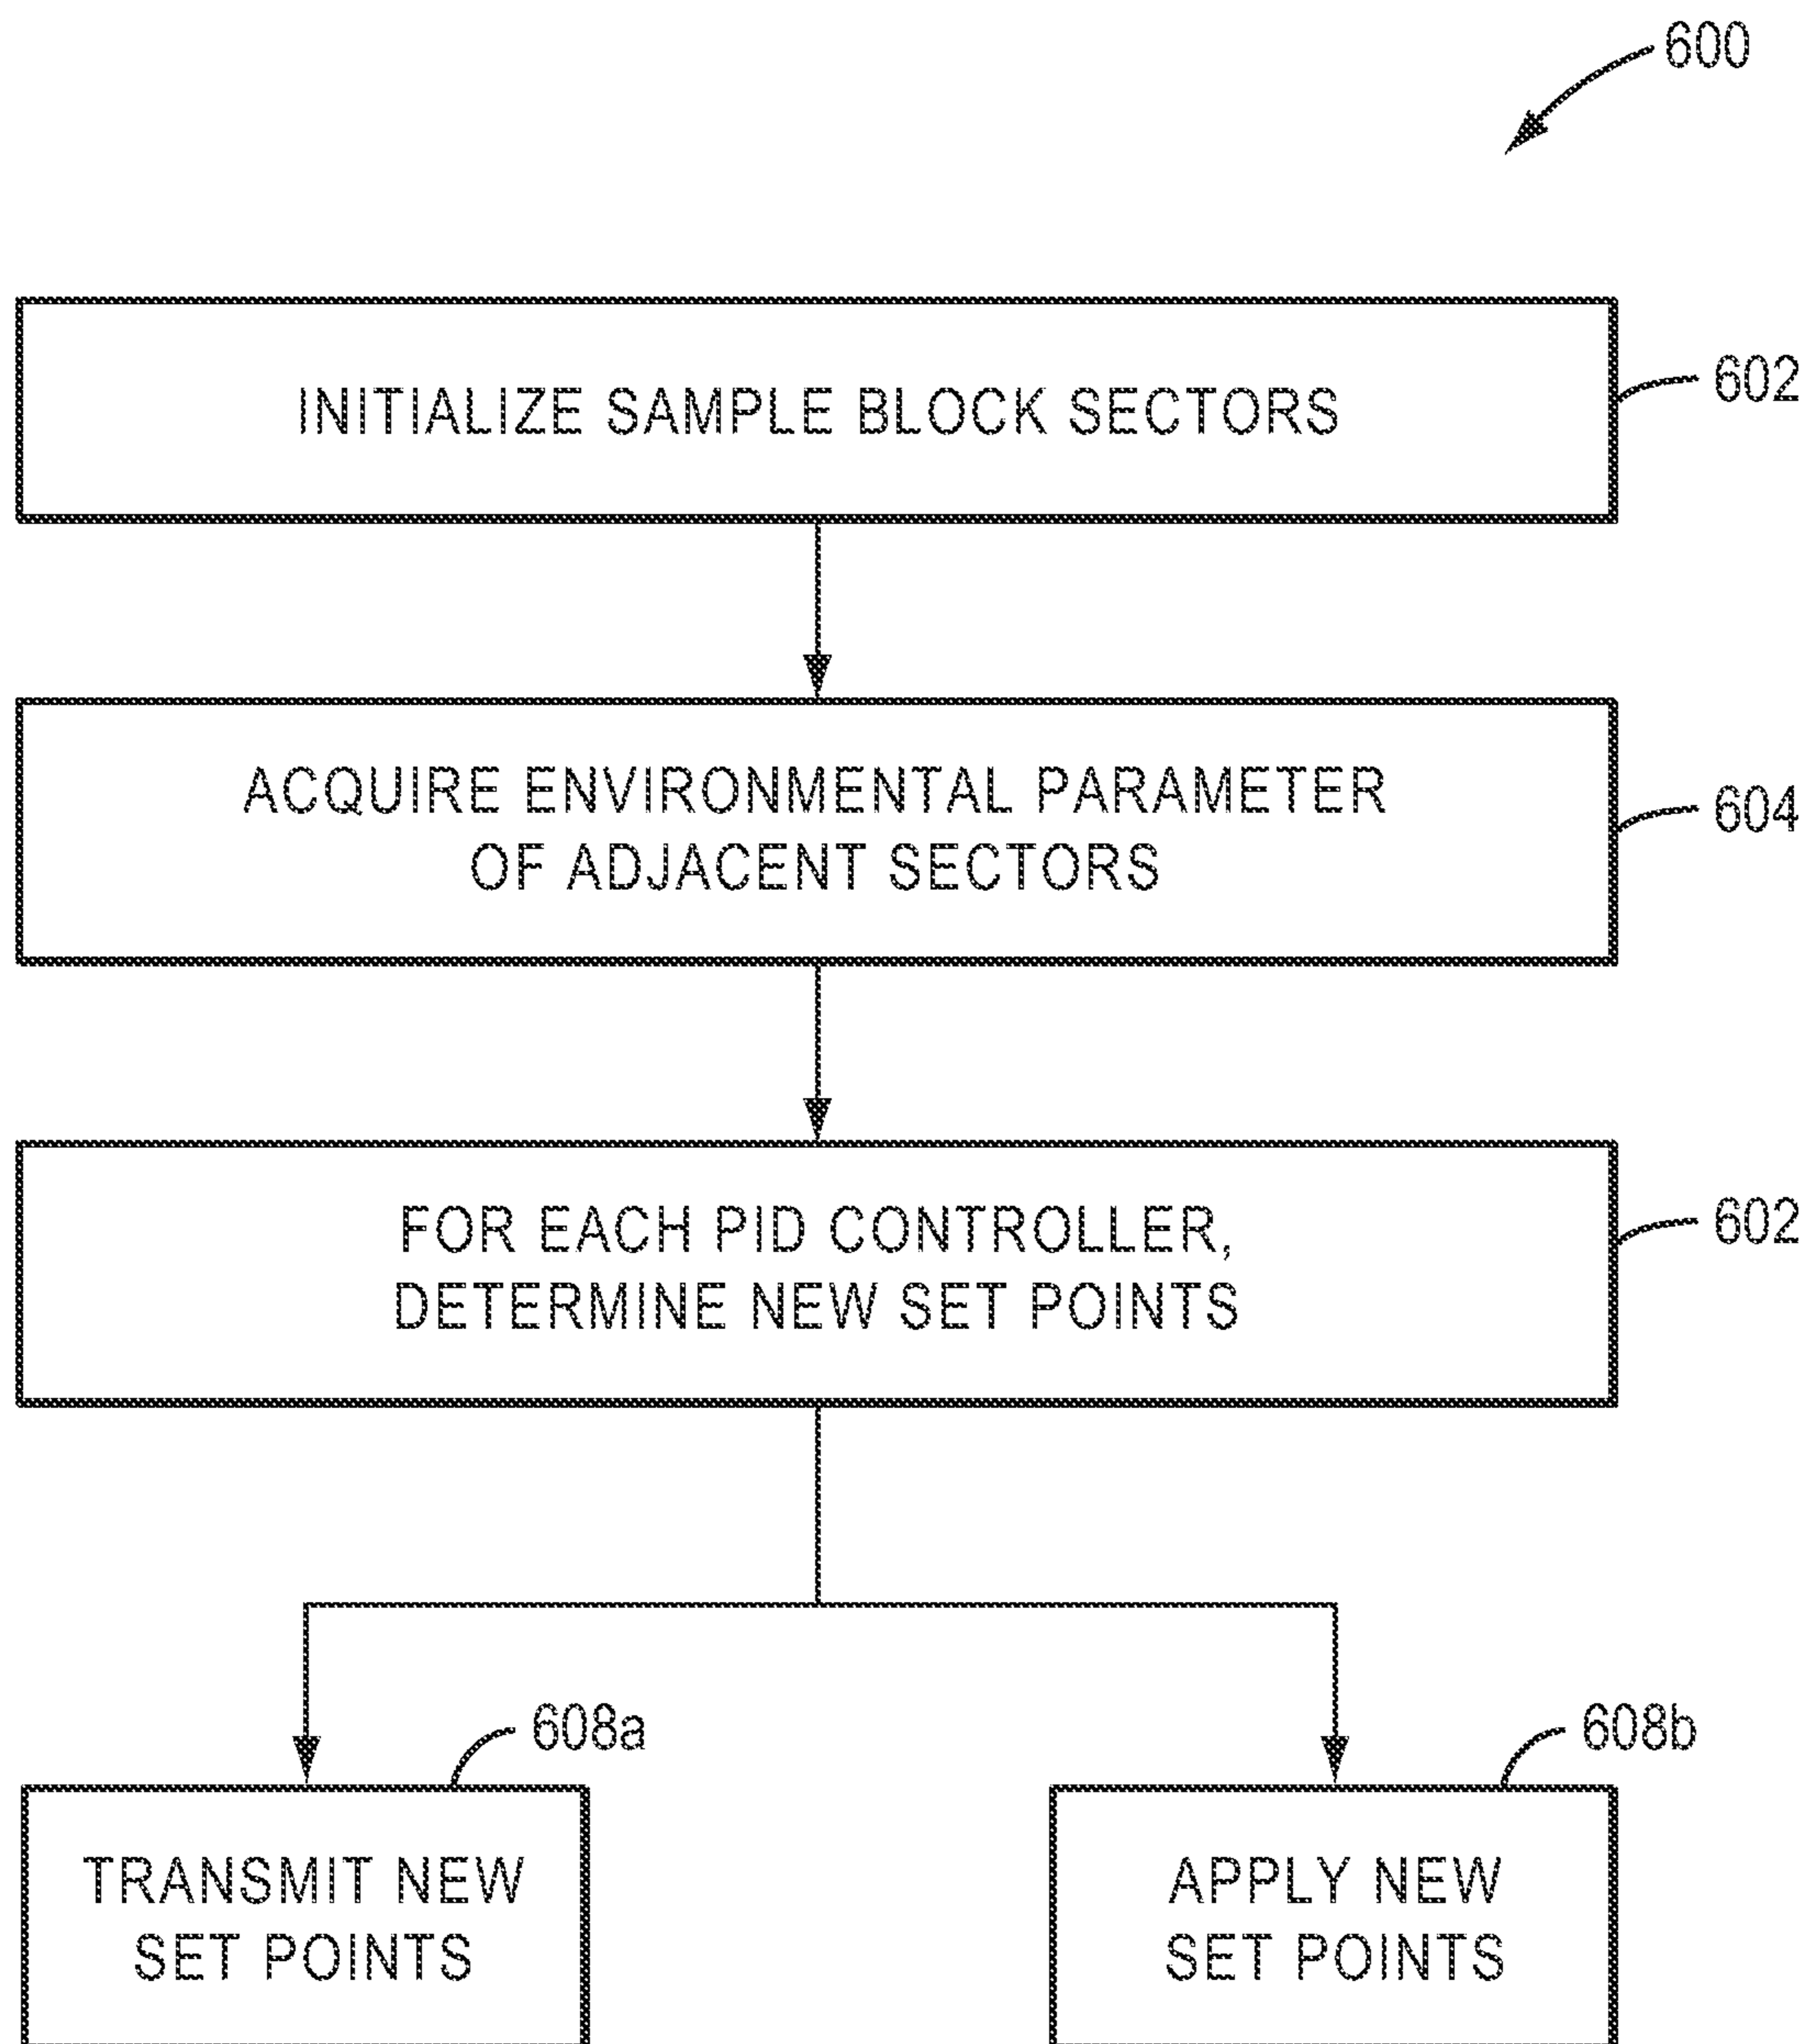 600
INITIALIZE SAMPLE BLOCK SECTORS
602
ACQUIRE ENVIRONMENTAL PARAMETER
OF ADJACENT SECTORS
604
FOR EACH PID CONTROLLER,
DETERMINE NEW SET POINTS
602
608a
608b
TRANSMIT NEW
SET POINTS
APPLY NEW
SET POINTS